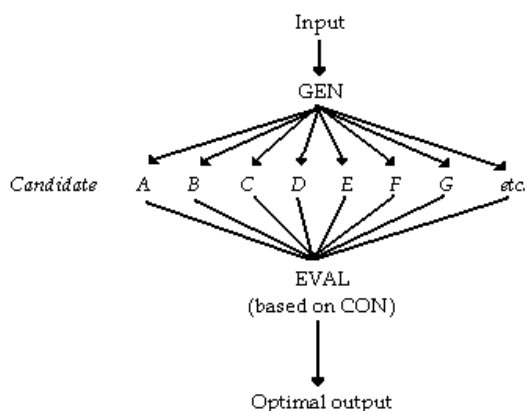 Input
GEN
Candidate A B C D E F G etc.
EVAL
(based on CON)
Optimal output